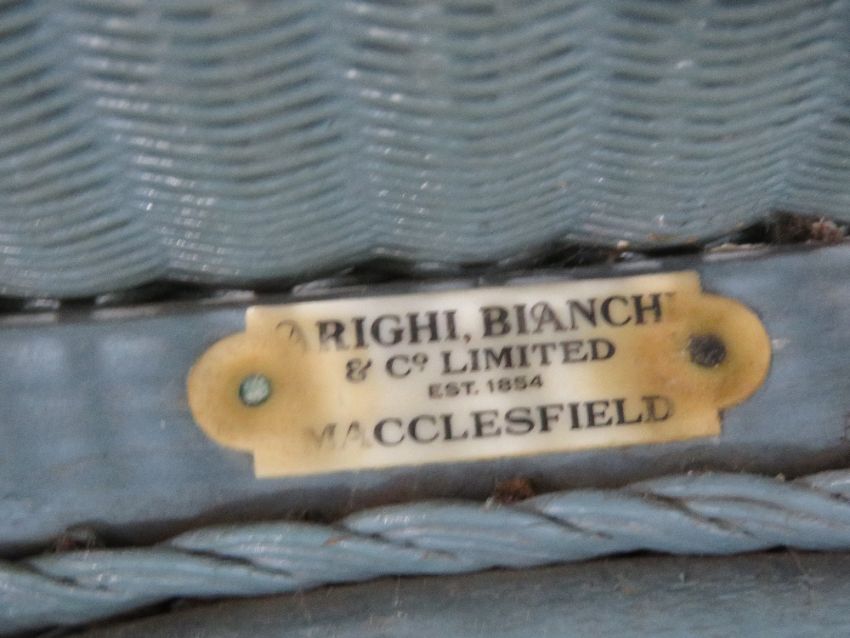 ARIGHI, BIANCHI
& Cº LIMITED
EST. 1854
MACCLESFIELD